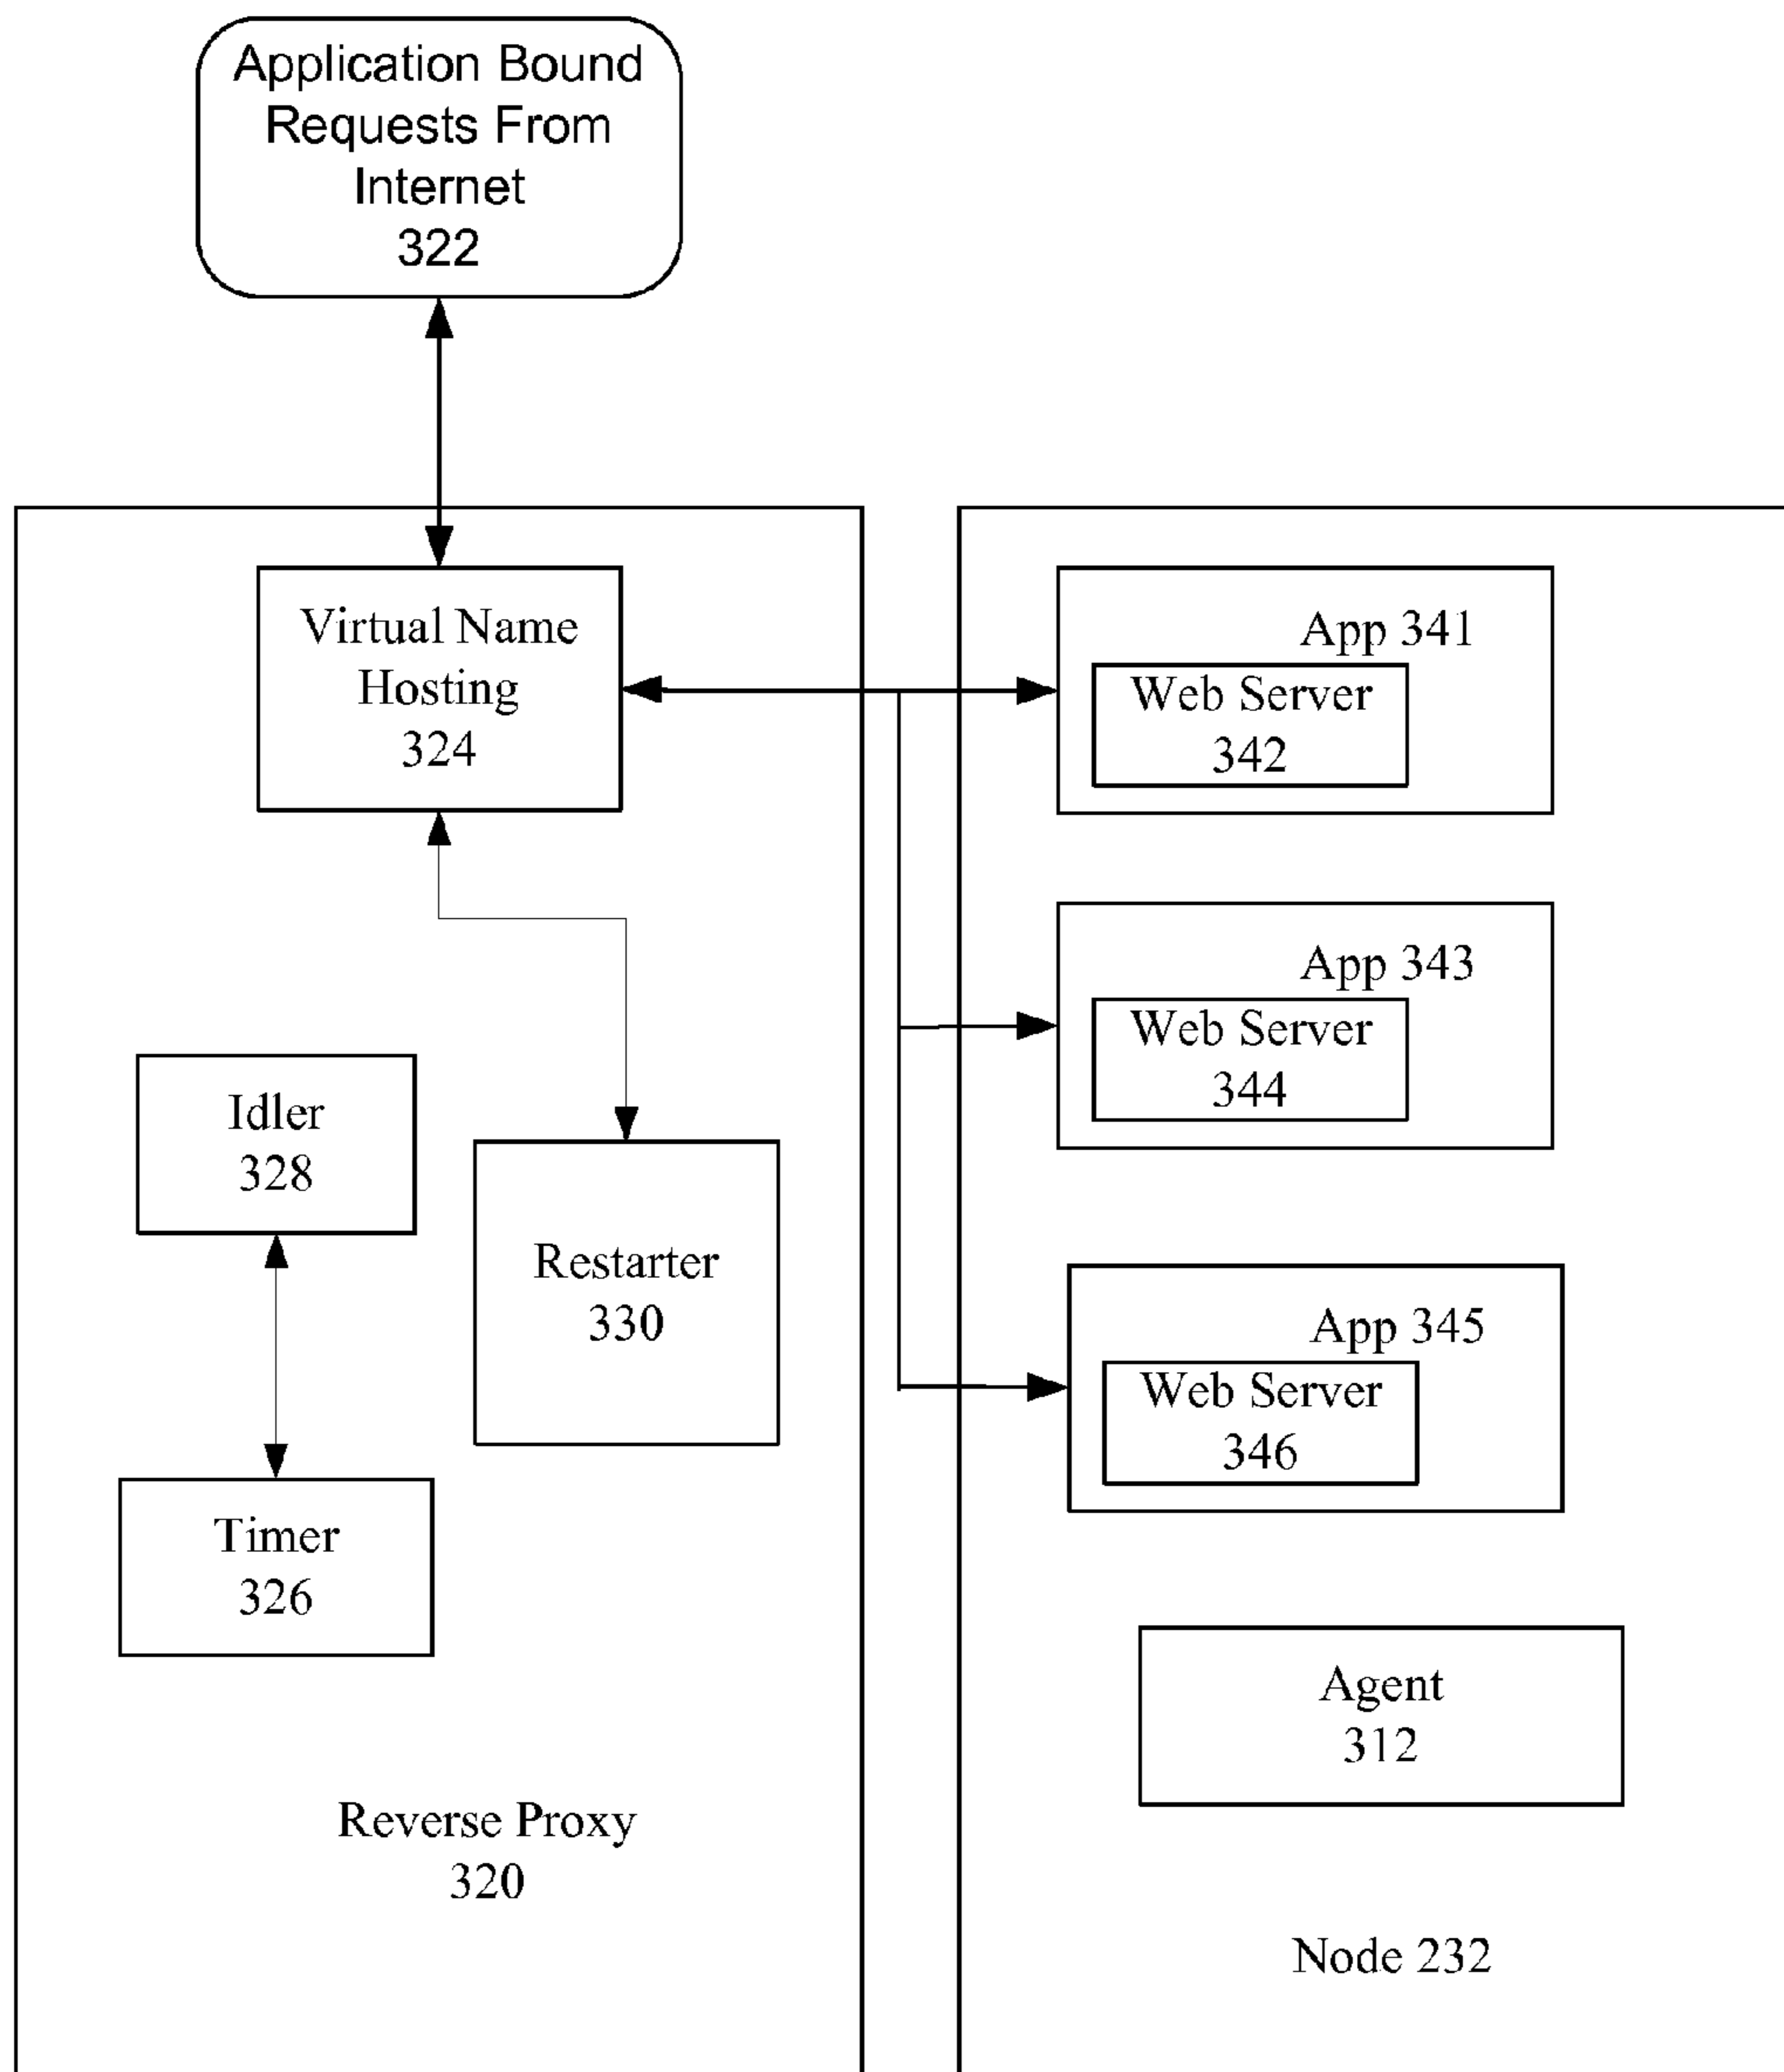 Application Bound
Requests From
Internet
322
Virtual Name
Hosting
324
Idler
328
Restarter
330
Timer
326
Reverse Proxy
320
App 341
Web Server
342
App 343
Web Server
344
App 345
Web Server
346
Agent
312
Node 232